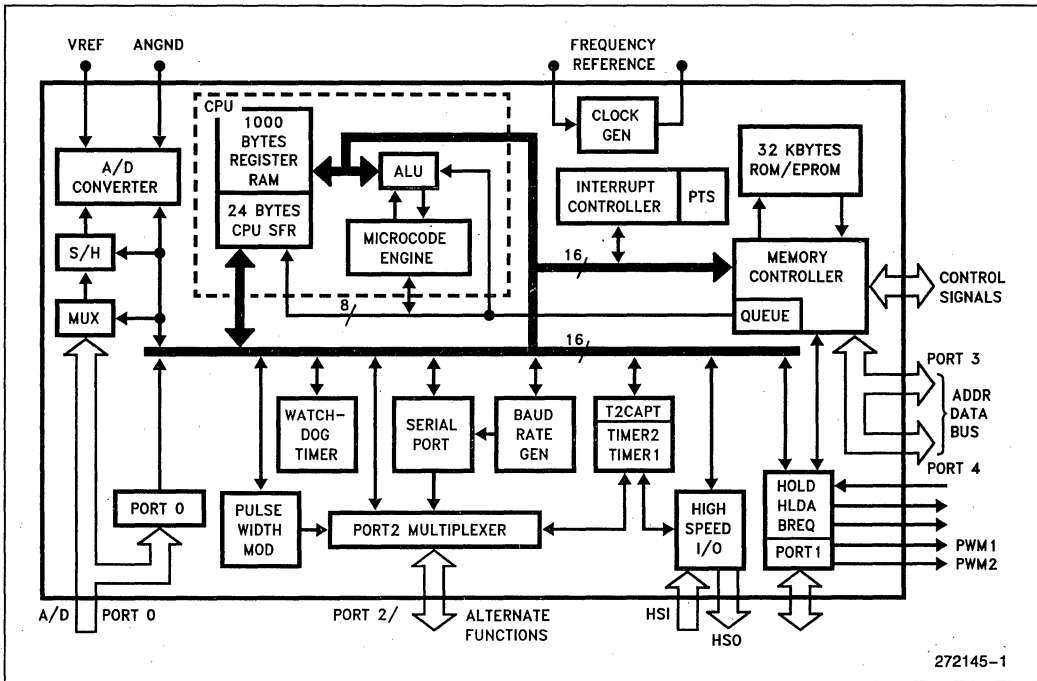 VREF
ANGND
FREQUENCY
REFERENCE
CPU
1000
BYTES
REGISTER
RAM
24 BYTES
CPU SFR
ALU
MICROCODE
ENGINE
CLOCK
GEN
32 KBYTES
ROM/EPROM
A/D
CONVERTER
INTERRUPT
CONTROLLER
PTS
S/H
MUX
16
8
MEMORY
CONTROLLER
QUEUE
CONTROL
SIGNALS
16
PORT 3
ADDR
DATA
BUS
PORT 4
WATCH-
DOG
TIMER
SERIAL
PORT
BAUD
RATE
GEN
T2CAPT
TIMER2
TIMER1
PORT 0
PULSE
WIDTH
MOD
PORT2 MULTIPLEXER
HIGH
SPEED
I/O
HOLD
HLDA
BREQ
PORT1
PWM1
PWM2
A/D
PORT 0
PORT 2/
ALTERNATE
FUNCTIONS
HSI
HSO
272145-1